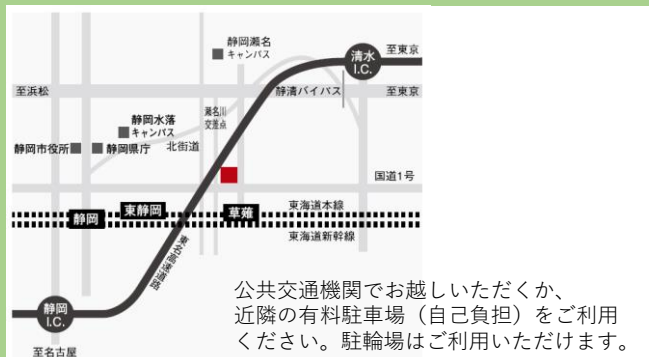 静岡瀬名
キャンパス
清水
I.C.
至東京
至浜松
静清バイパス
至東京
静岡水落
キャンパス
瀬名川
交差点
静岡市役所
静岡県庁
北街道
国道1号
静岡
東静岡
草薙
東海道本線
東海道新幹線
東名高速道路
静岡
I.C.
至名古屋
公共交通機関でお越しいただくか、
近隣の有料駐車場（自己負担）をご利用
ください。駐輪場はご利用いただけます。